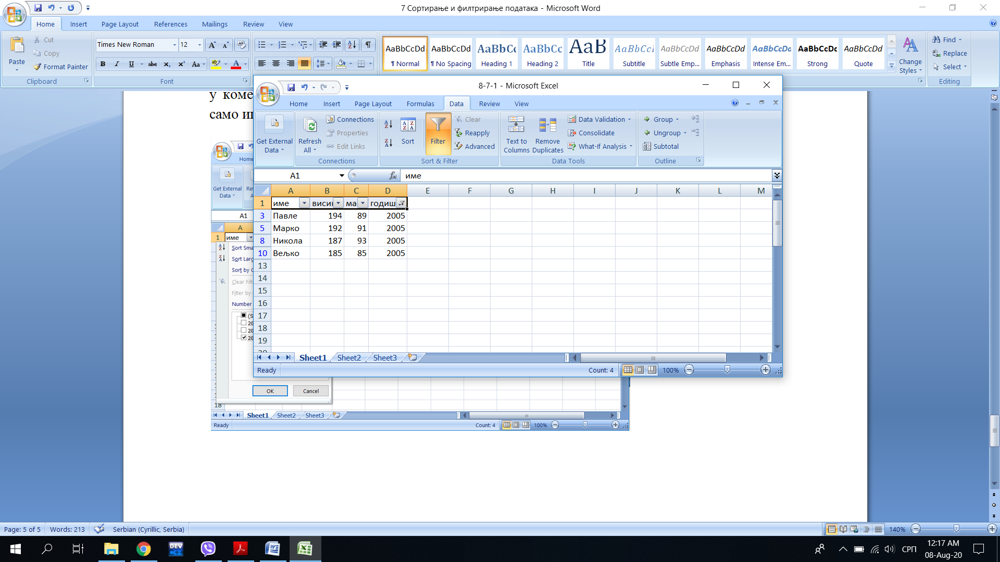 7 Сортирање и филтрирање података - Microsoft Word
Home Insert Page Layout References Mailings Review View
Paste Cut Copy Format Painter Clipboard
Times New Roman 12
Font
AaBbCcDd AaBbCcDd AaBbCc AaBbCc AaB AaBbCcI AaBbCcDd AaBbCcDd AaBbCcDd AaBbCcDc AaBbCcDd
¶ Normal ¶ No Spacing Heading 1 Heading 2 Title Subtitle Subtle Emp... Emphasis Intense Em... Strong Quote
Change Styles
Find Replace Select Editing
у коме
само
8-7-1 - Microsoft Excel
Home Insert Page Layout Formulas Data Review View
Get External Data
Refresh All Connections Properties Edit Links Connections
Sort Filter Clear Reapply Advanced Sort & Filter
Text to Columns Remove Duplicates Data Validation Consolidate What-If Analysis Data Tools
Group Ungroup Subtotal Outline
A1 fx име
A B C D E F G H I J K L M
1 име виси ма годиш
3 Павле 194 89 2005
5 Марко 192 91 2005
8 Никола 187 93 2005
10 Вељко 185 85 2005
13
14
15
16
17
18
19
Sheet1 Sheet2 Sheet3
Ready Count: 4 100%
Home
Get External Data
A1
A
1 име
Sort Sma
Sort Larg
Sort by C
Clear Filt
Filter by
Number
(S
20
20
20
OK Cancel
18
Sheet1 Sheet2 Sheet3
Ready Count: 4 100%
Page: 5 of 5 Words: 213 Serbian (Cyrillic, Serbia) 140%
DEV
СРП 12:17 AM
08-Aug-20